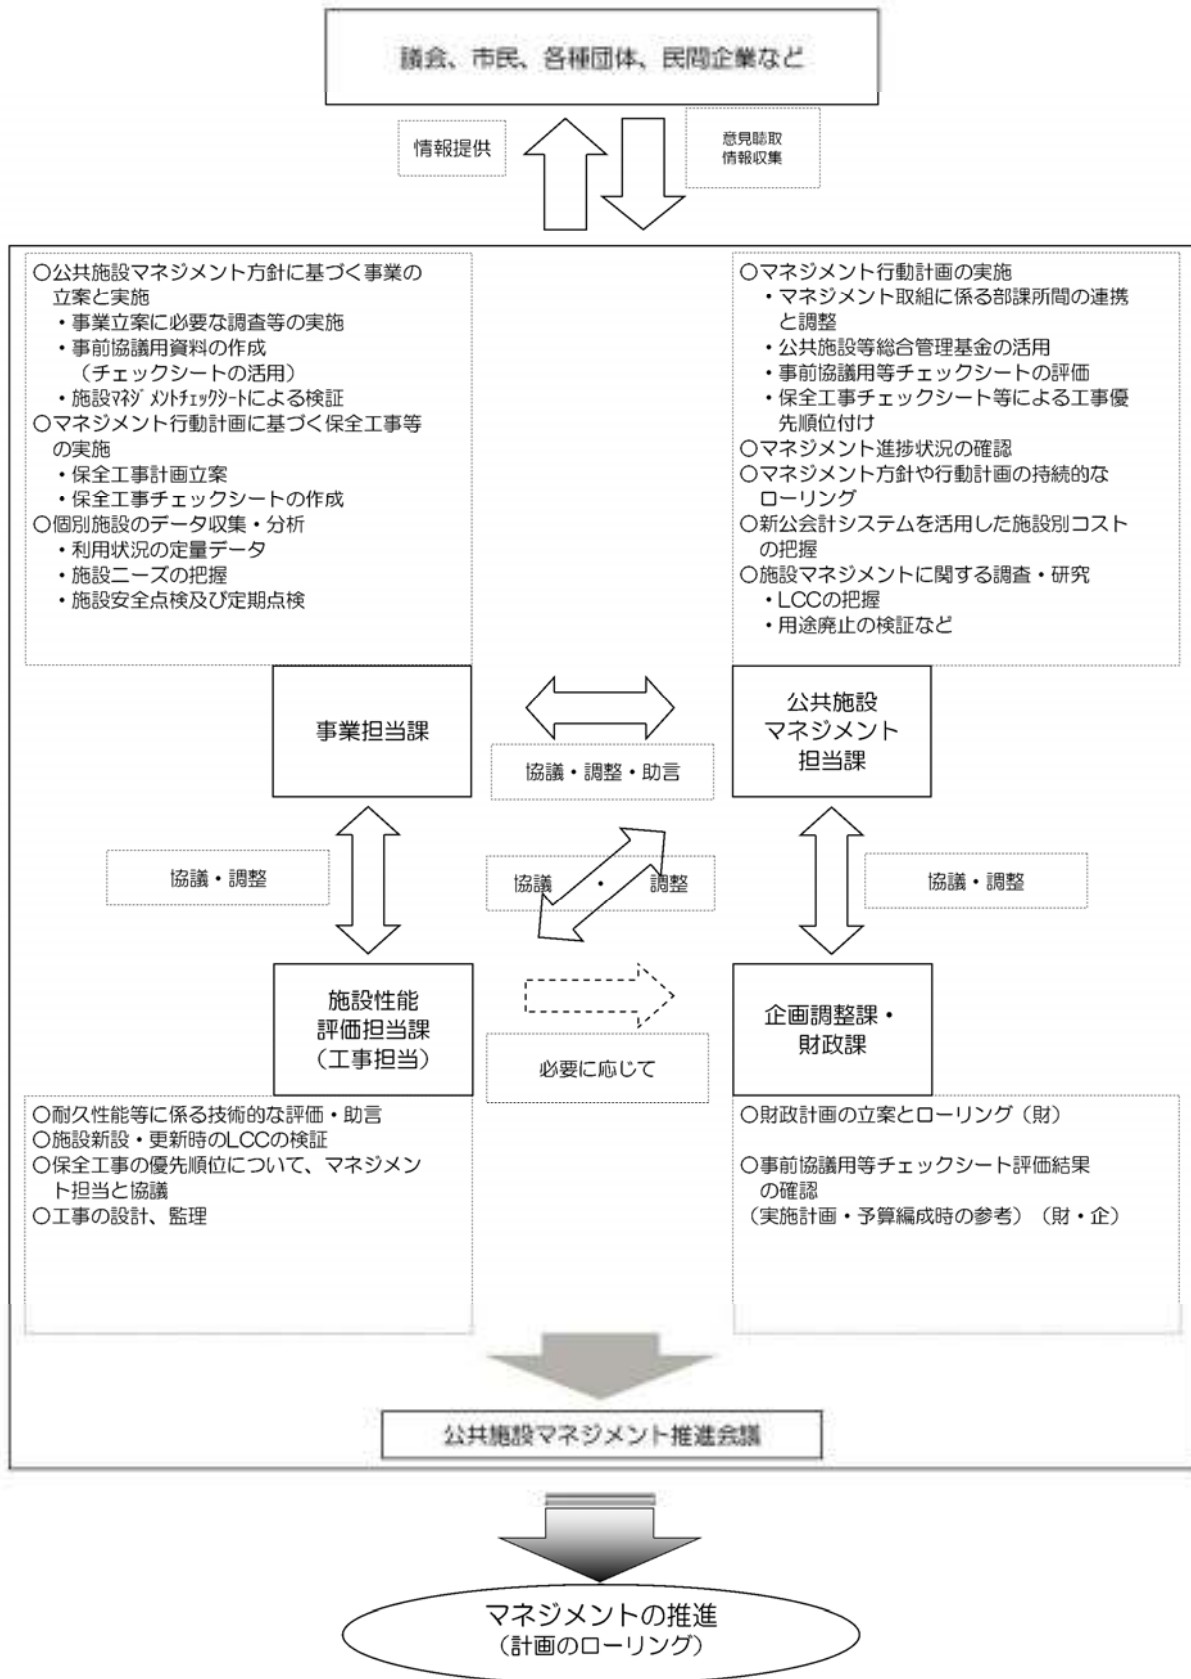 議会、市民、各種団体、民間企業など
情報提供
意見聴取
情報収集
○公共施設マネジメント方針に基づく事業の
立案と実施
・事業立案に必要な調査等の実施
・事前協議用資料の作成
（チェックシートの活用）
・施設ﾏﾈｼﾞﾒﾝﾄﾁｪｯｸｼｰﾄによる検証
○マネジメント行動計画に基づく保全工事等
の実施
・保全工事計画立案
・保全工事チェックシートの作成
○個別施設のデータ収集・分析
・利用状況の定量データ
・施設ニーズの把握
・施設安全点検及び定期点検
○マネジメント行動計画の実施
・マネジメント取組に係る部課所間の連携
と調整
・公共施設等総合管理基金の活用
・事前協議用等チェックシートの評価
・保全工事チェックシート等による工事優
先順位付け
○マネジメント進捗状況の確認
○マネジメント方針や行動計画の持続的な
ローリング
○新公会計システムを活用した施設別コスト
の把握
○施設マネジメントに関する調査・研究
・LCCの把握
・用途廃止の検証など
事業担当課
協議・調整・助言
公共施設
マネジメント
担当課
協議・調整
協議・調整
協議・調整
施設性能
評価担当課
（工事担当）
必要に応じて
企画調整課・
財政課
○耐久性能等に係る技術的な評価・助言
○施設新設・更新時のLCCの検証
○保全工事の優先順位について、マネジメン
ト担当と協議
○工事の設計、監理
○財政計画の立案とローリング（財）
○事前協議用等チェックシート評価結果
の確認
（実施計画・予算編成時の参考）（財・企）
公共施設マネジメント推進会議
マネジメントの推進
（計画のローリング）